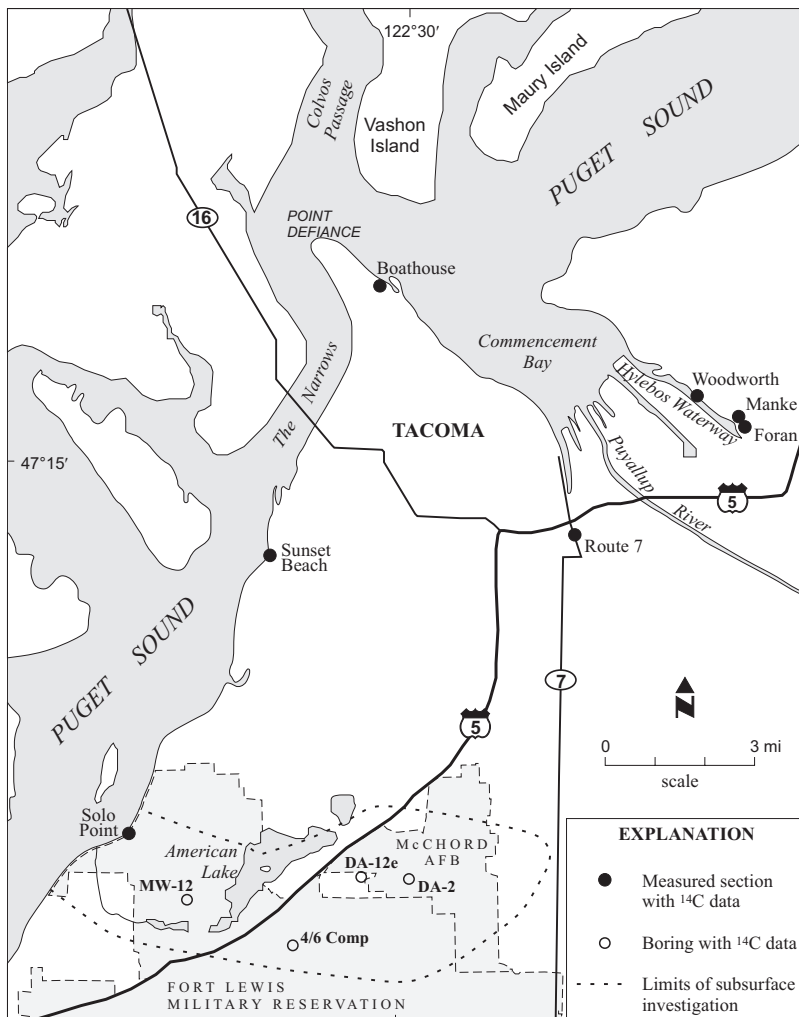 122°30′
Colvos
Passage
Vashon
Island
Maury Island
PUGET SOUND
16
POINT
DEFIANCE
Boathouse
Commencement
Bay
The Narrows
Woodworth
Hylebos Waterway
Manke
Foran
TACOMA
47°15′
Puyallup
River
5
Sunset
Beach
Route 7
PUGET SOUND
7
N
5
0 3 mi
scale
Solo
Point
American
Lake
McCHORD
AFB
DA-12e
DA-2
MW-12
4/6 Comp
FORT LEWIS
MILITARY RESERVATION
EXPLANATION
Measured section
with ¹⁴C data
Boring with ¹⁴C data
Limits of subsurface
investigation